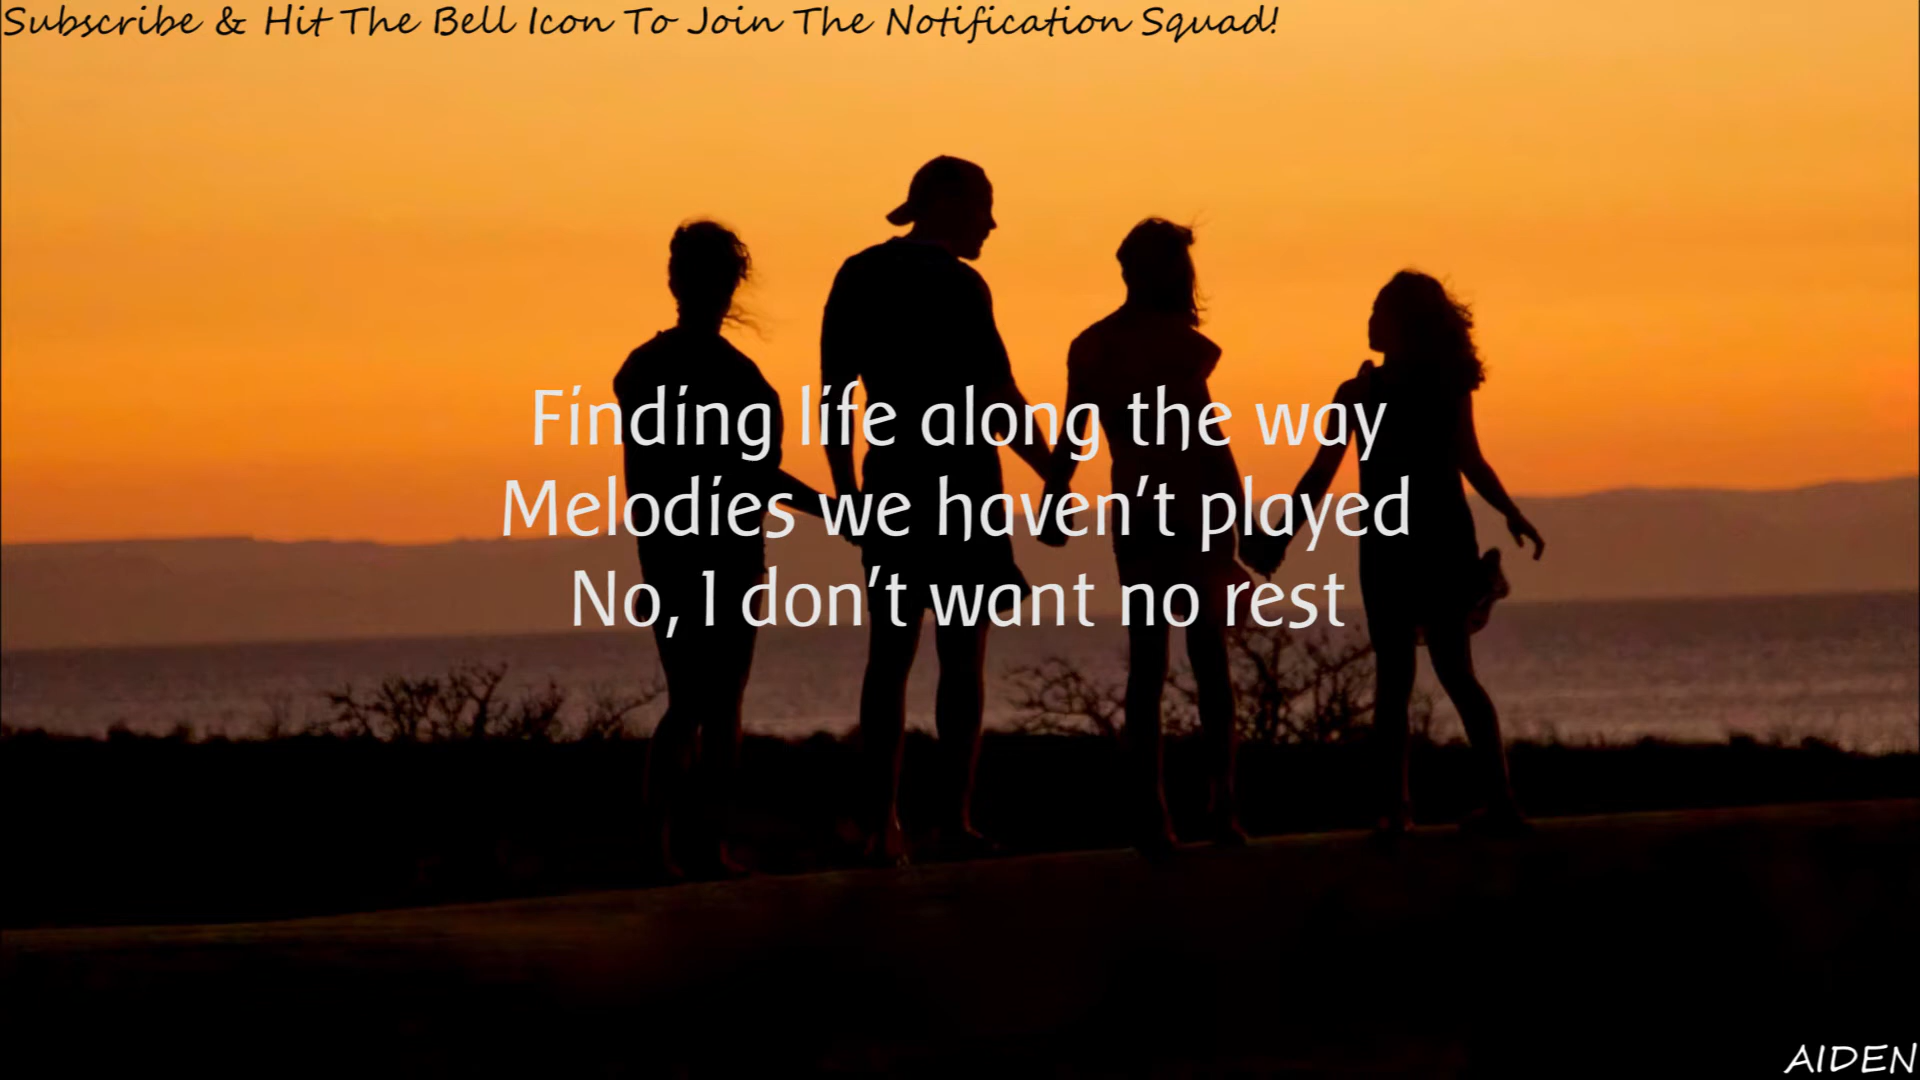 Subscribe & Hit The Bell Icon To Join The Notification Squad!
Finding life along the way
Melodies we haven't played
No, I don't want no rest
AIDEN